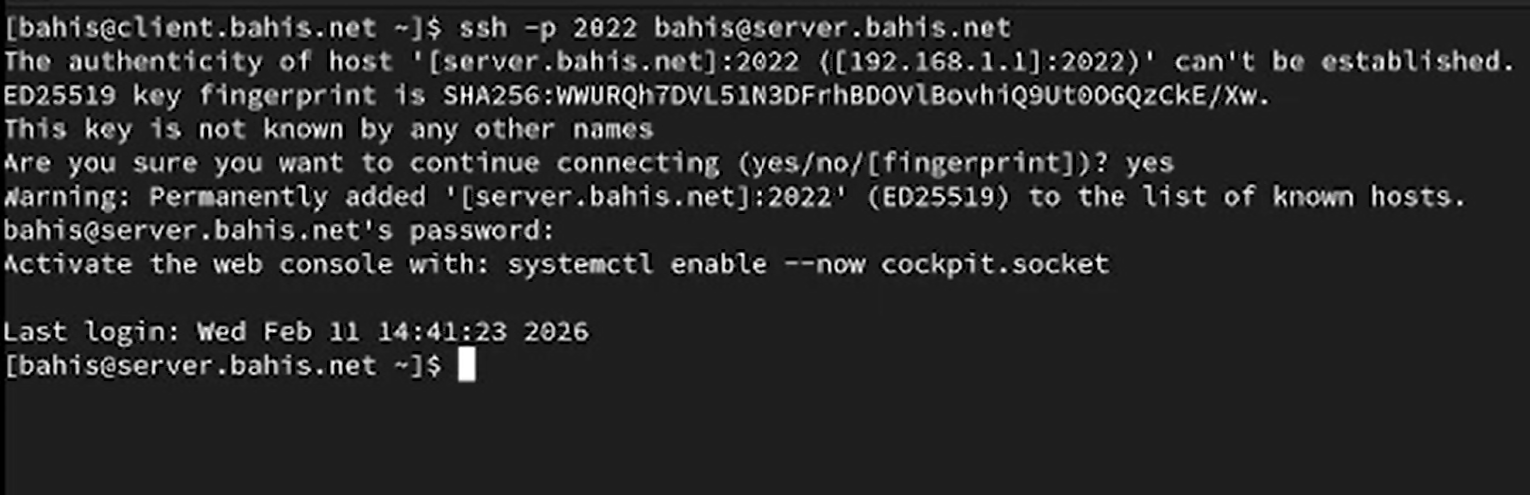 [bahis@client.bahis.net ~]$ ssh -p 2022 bahis@server.bahis.net
The authenticity of host '[server.bahis.net]:2022 ([192.168.1.1]:2022)' can't be established.
ED25519 key fingerprint is SHA256:WWURQh7DVL51N3DFrhBDOVlBovhiQ9Ut0OGQzCkE/Xw.
This key is not known by any other names
Are you sure you want to continue connecting (yes/no/[fingerprint])? yes
Warning: Permanently added '[server.bahis.net]:2022' (ED25519) to the list of known hosts.
bahis@server.bahis.net's password:
Activate the web console with: systemctl enable --now cockpit.socket
Last login: Wed Feb 11 14:41:23 2026
[bahis@server.bahis.net ~]$